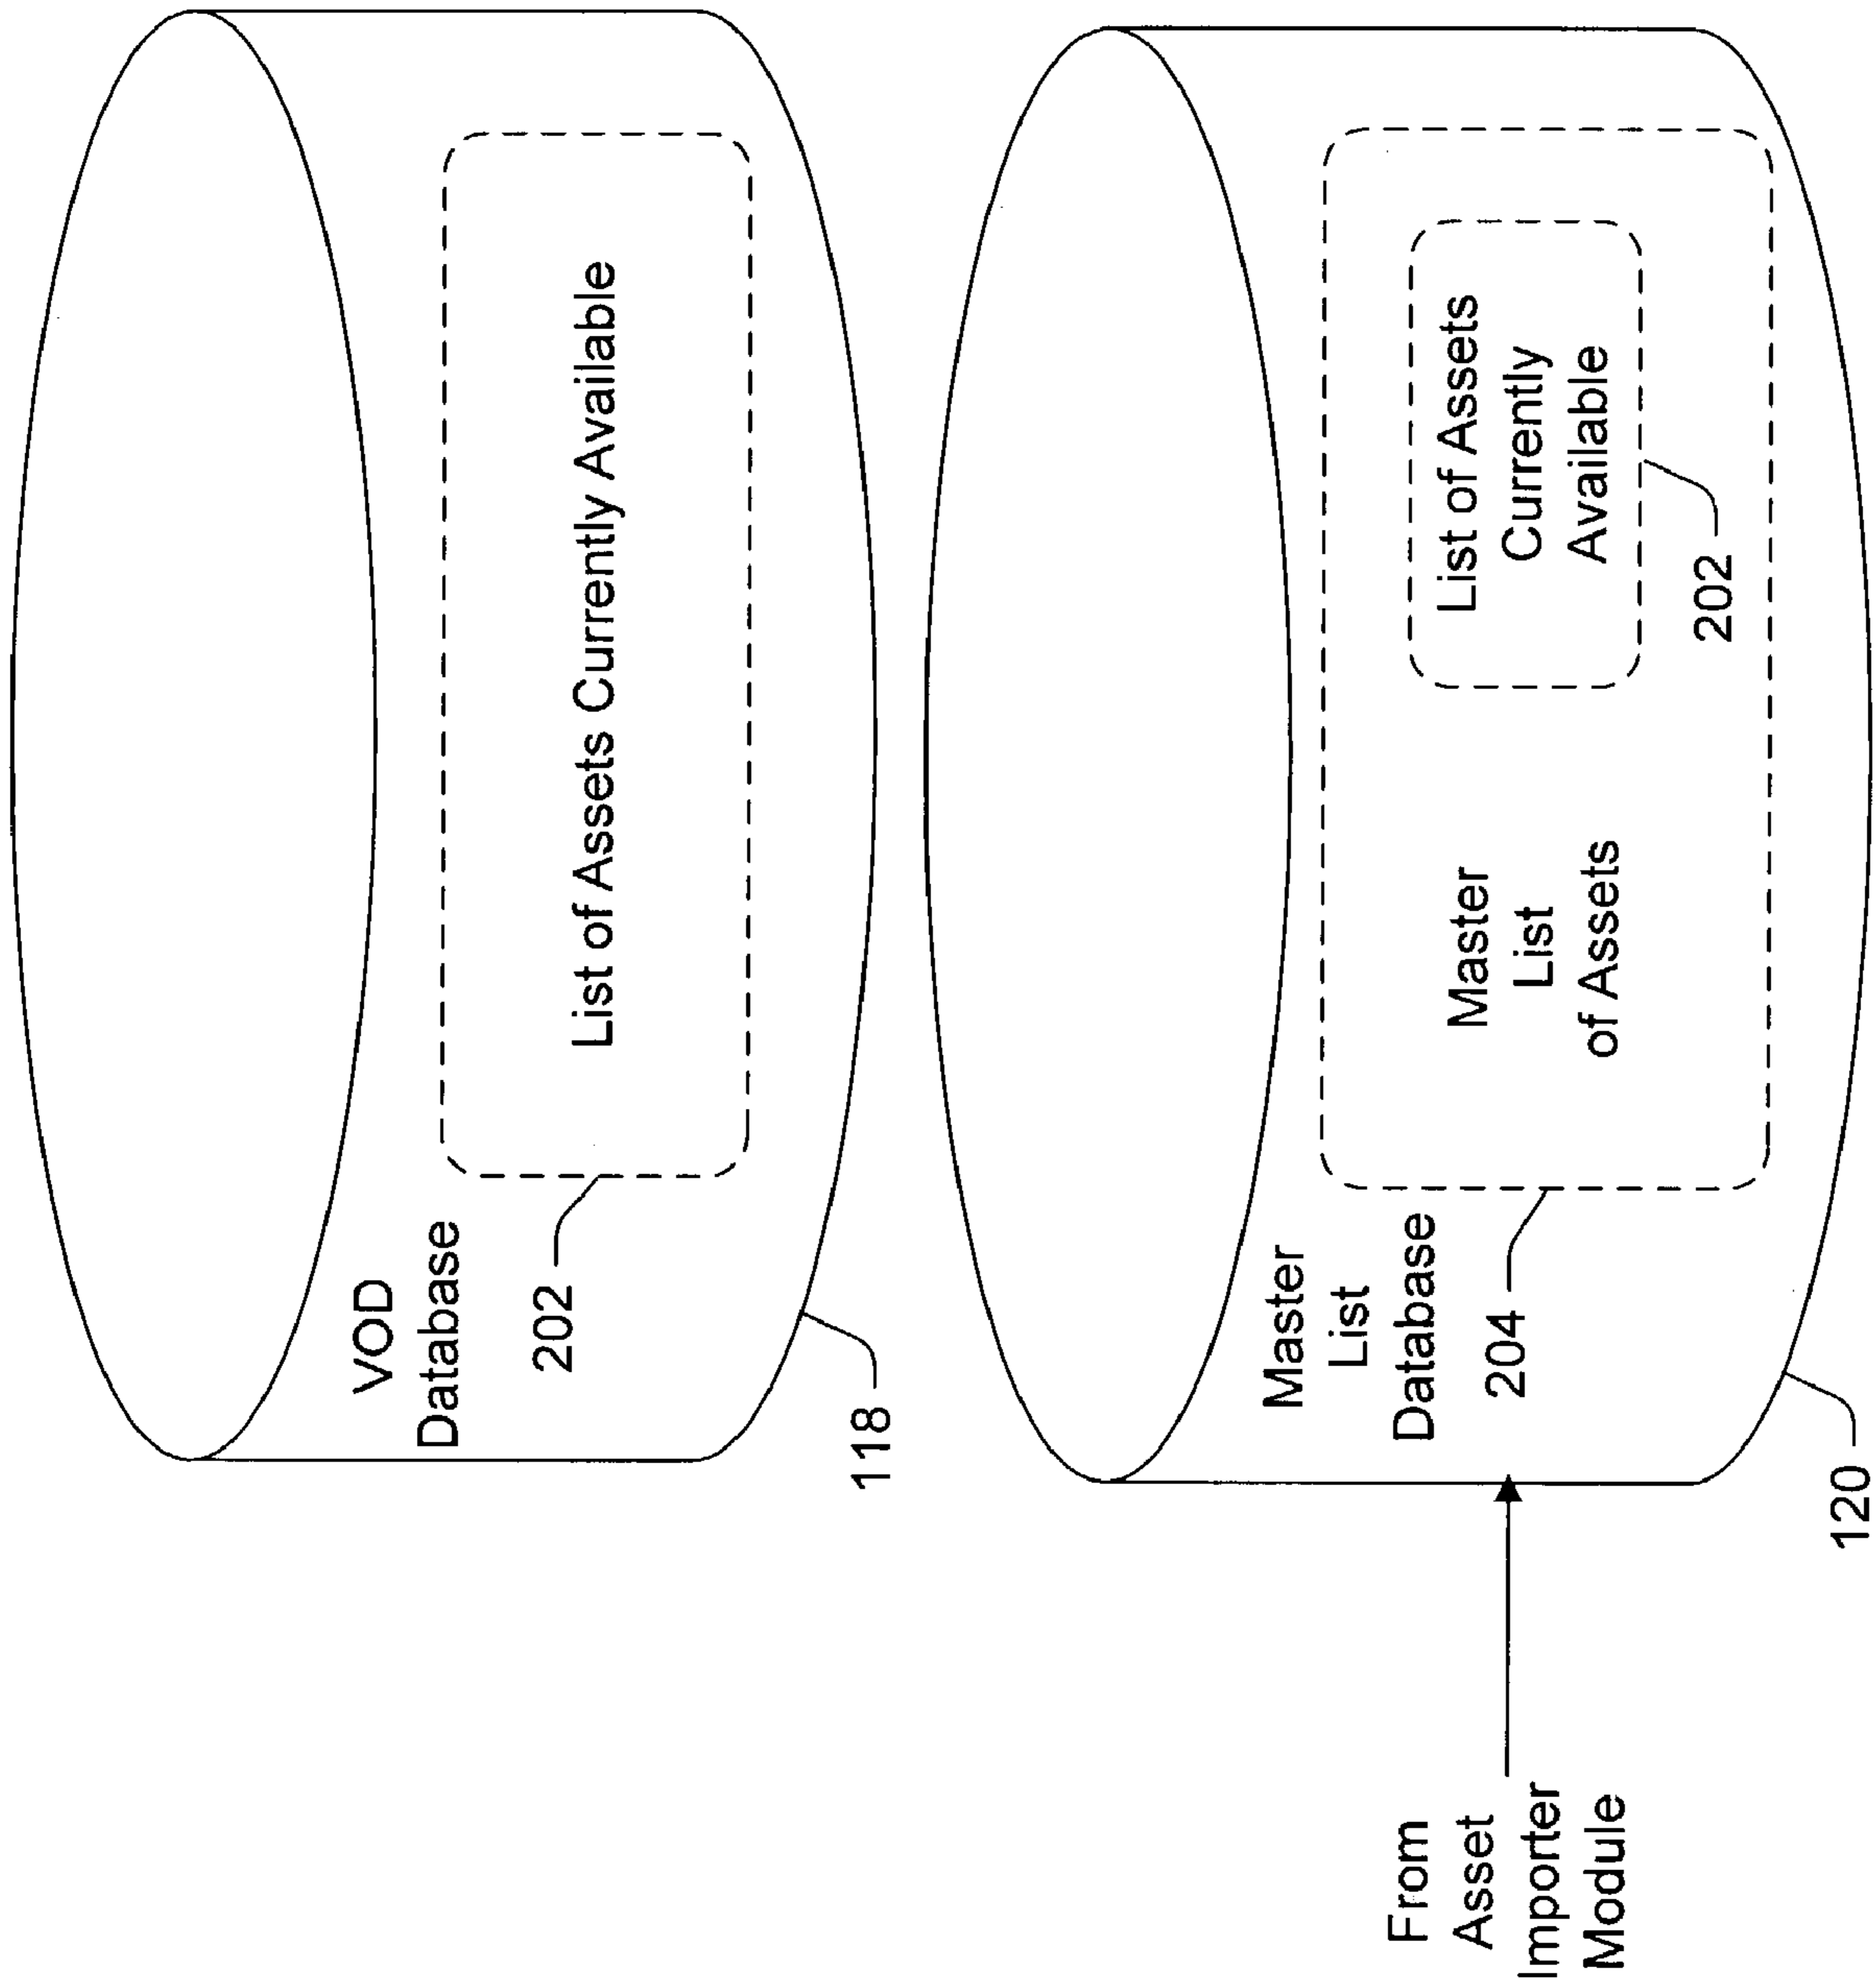 VOD
Database
202
List of Assets Currently Available
118
Master
List
Database
204
Master
List
of Assets
List of Assets
Currently
Available
202
From
Asset
Importer
Module
120